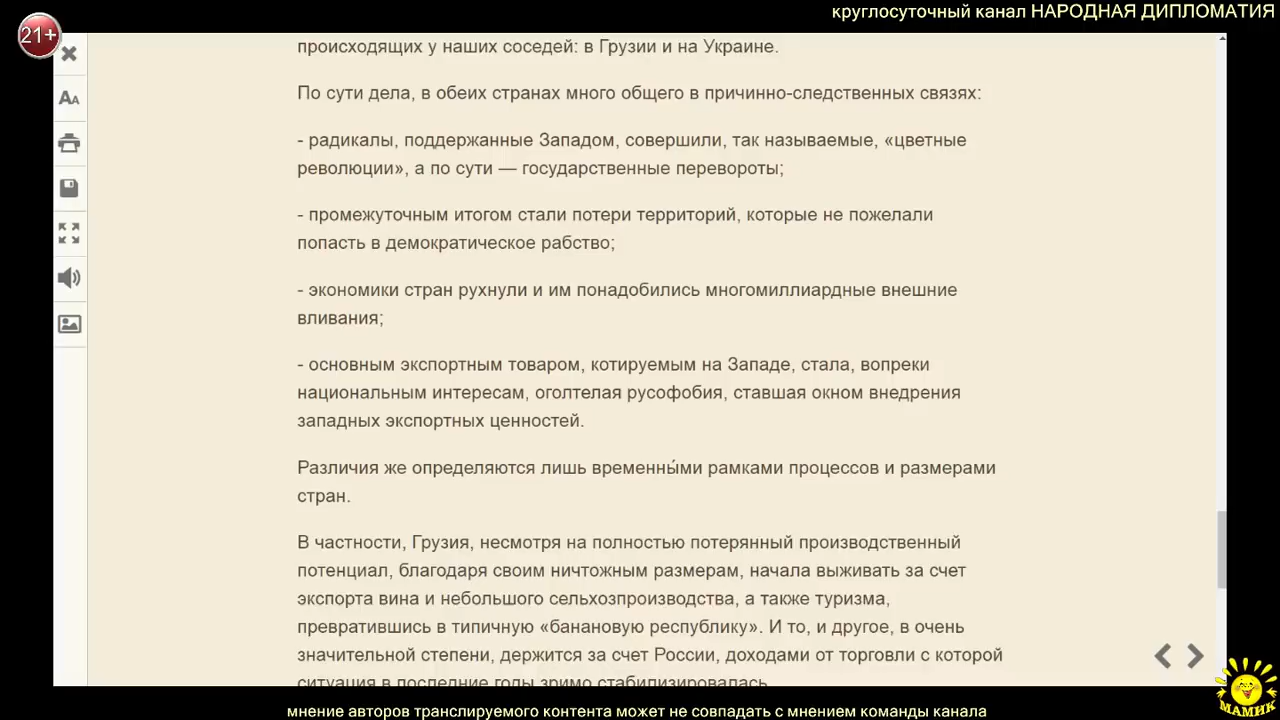 круглосуточный канал НАРОДНАЯ ДИПЛОМАТИЯ
21+
происходящих у наших соседей: в Грузии и на Украине.
По сути дела, в обеих странах много общего в причинно-следственных связях:
- радикалы, поддержанные Западом, совершили, так называемые, «цветные
революции», а по сути — государственные перевороты;
- промежуточным итогом стали потери территорий, которые не пожелали
попасть в демократическое рабство;
- экономики стран рухнули и им понадобились многомиллиардные внешние
вливания;
- основным экспортным товаром, котируемым на Западе, стала, вопреки
национальным интересам, оголтелая русофобия, ставшая окном внедрения
западных экспортных ценностей.
Различия же определяются лишь временны́ми рамками процессов и размерами
стран.
В частности, Грузия, несмотря на полностью потерянный производственный
потенциал, благодаря своим ничтожным размерам, начала выживать за счет
экспорта вина и небольшого сельхозпроизводства, а также туризма,
превратившись в типичную «банановую республику». И то, и другое, в очень
значительной степени, держится за счет России, доходами от торговли с которой
ситуация в последние годы зримо стабилизировалась.
МАМИК
мнение авторов транслируемого контента может не совпадать с мнением команды канала